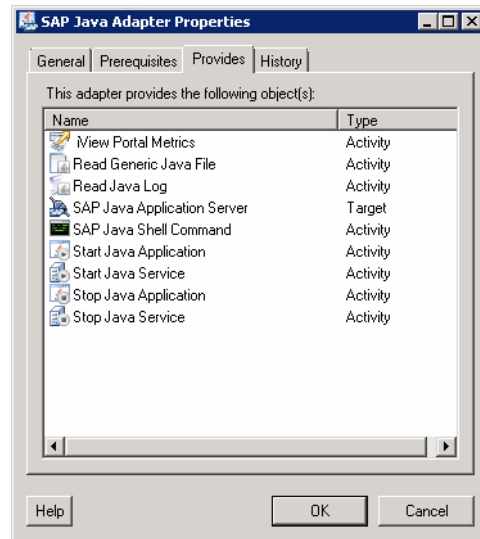 SAP Java Adapter Properties
General Prerequisites Provides History
This adapter provides the following object(s):
Name Type
iView Portal Metrics Activity
Read Generic Java File Activity
Read Java Log Activity
SAP Java Application Server Target
SAP Java Shell Command Activity
Start Java Application Activity
Start Java Service Activity
Stop Java Application Activity
Stop Java Service Activity
Help OK Cancel